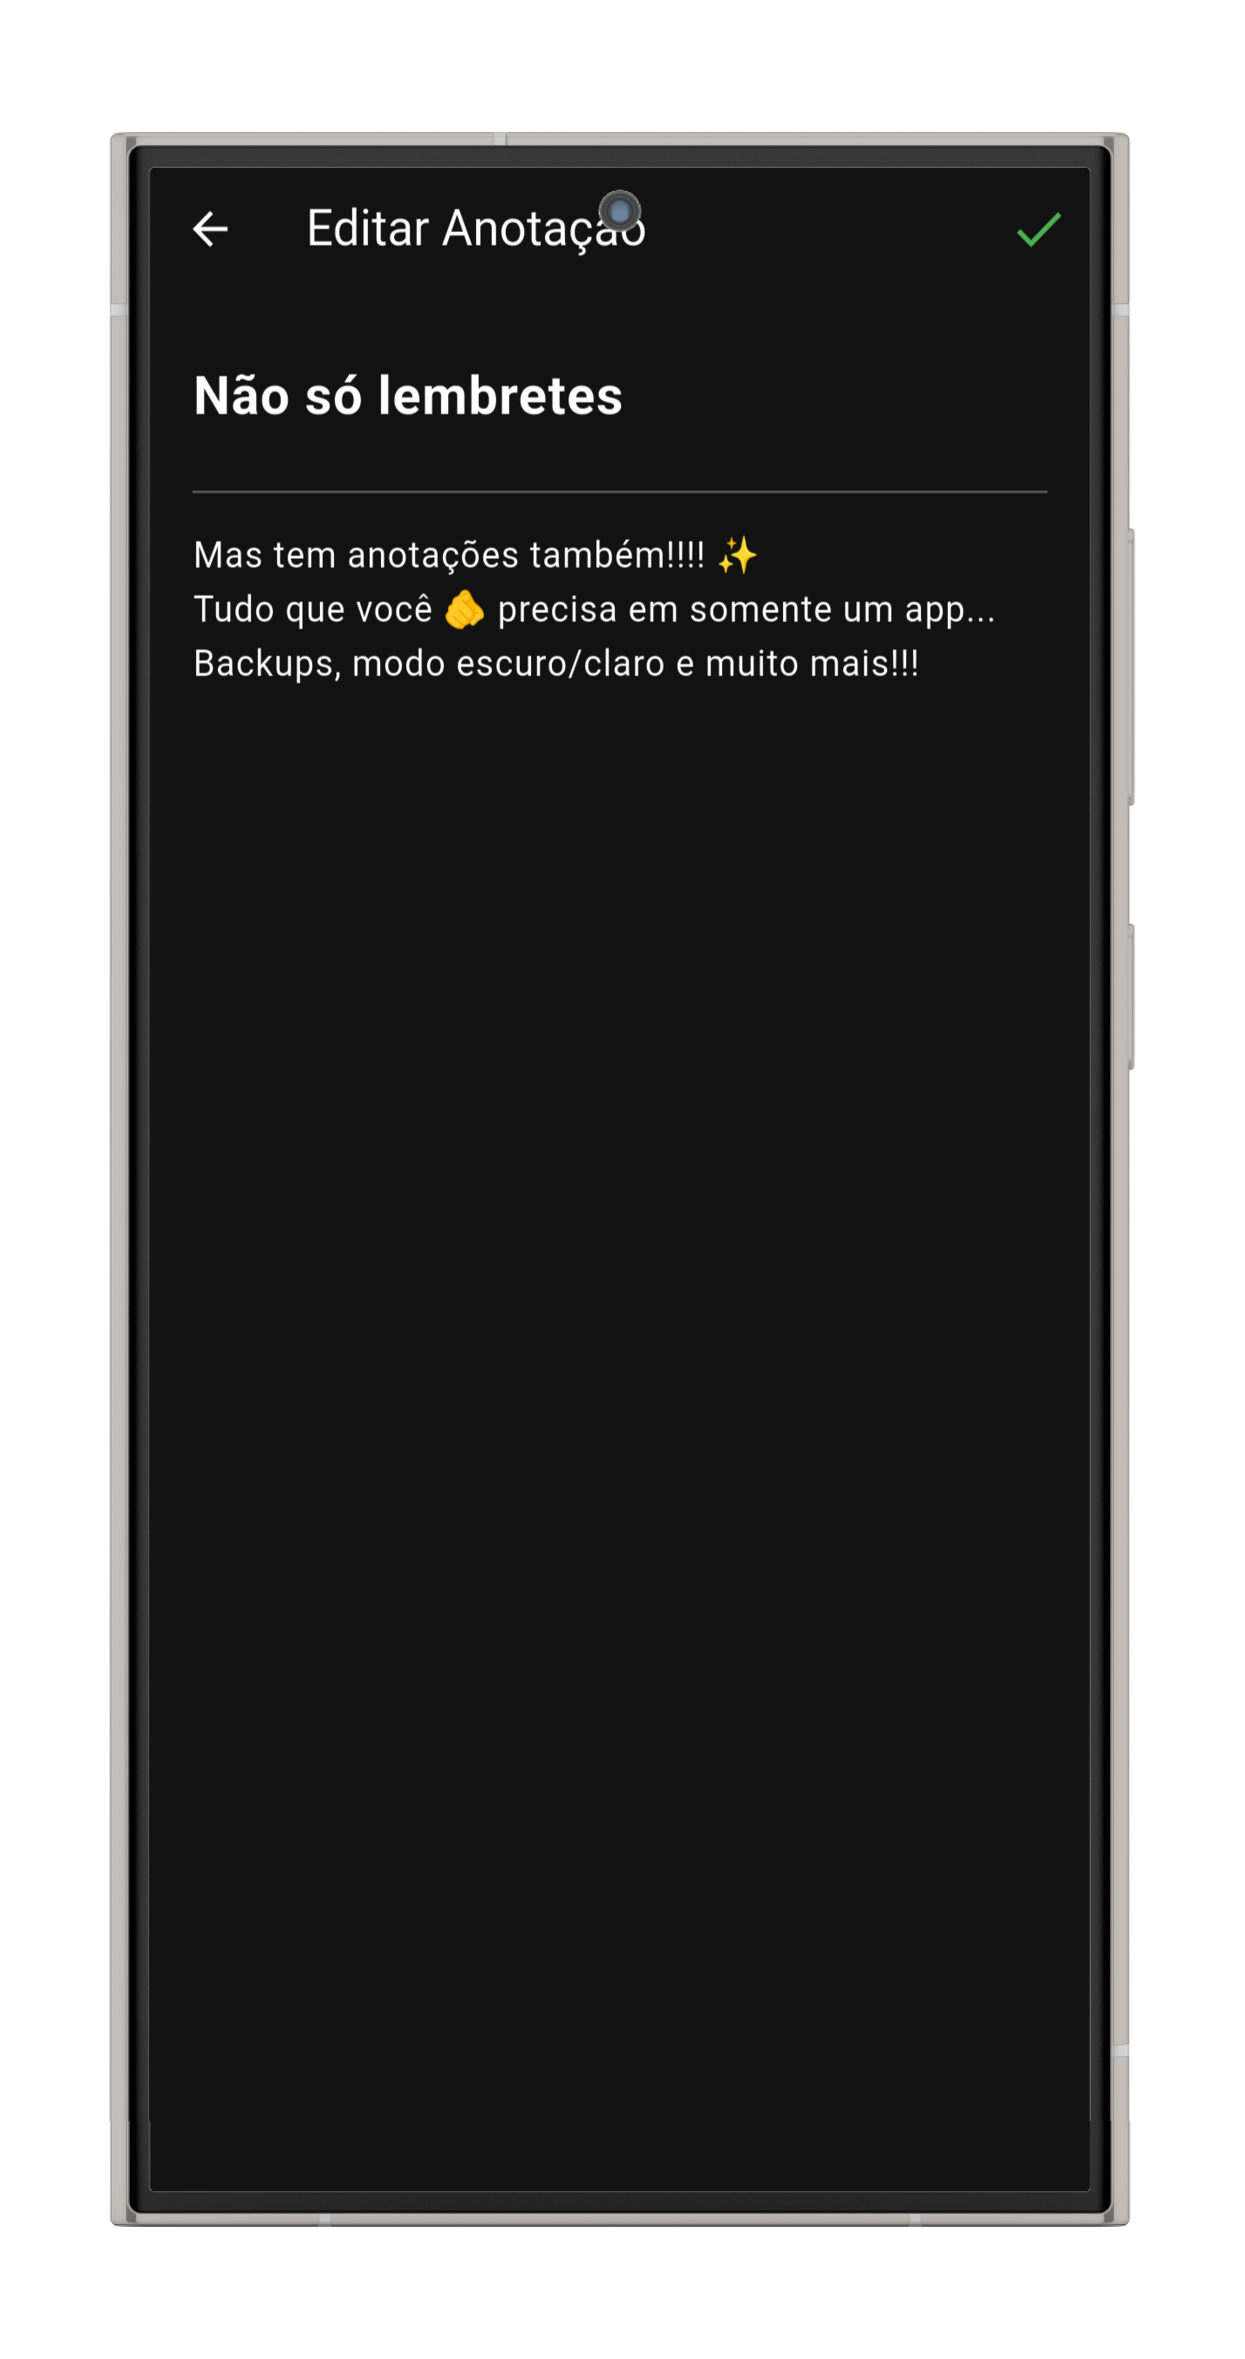 Editar Anotação
Não só lembretes
Mas tem anotações também!!!! ✨
Tudo que você 🫵 precisa em somente um app...
Backups, modo escuro/claro e muito mais!!!